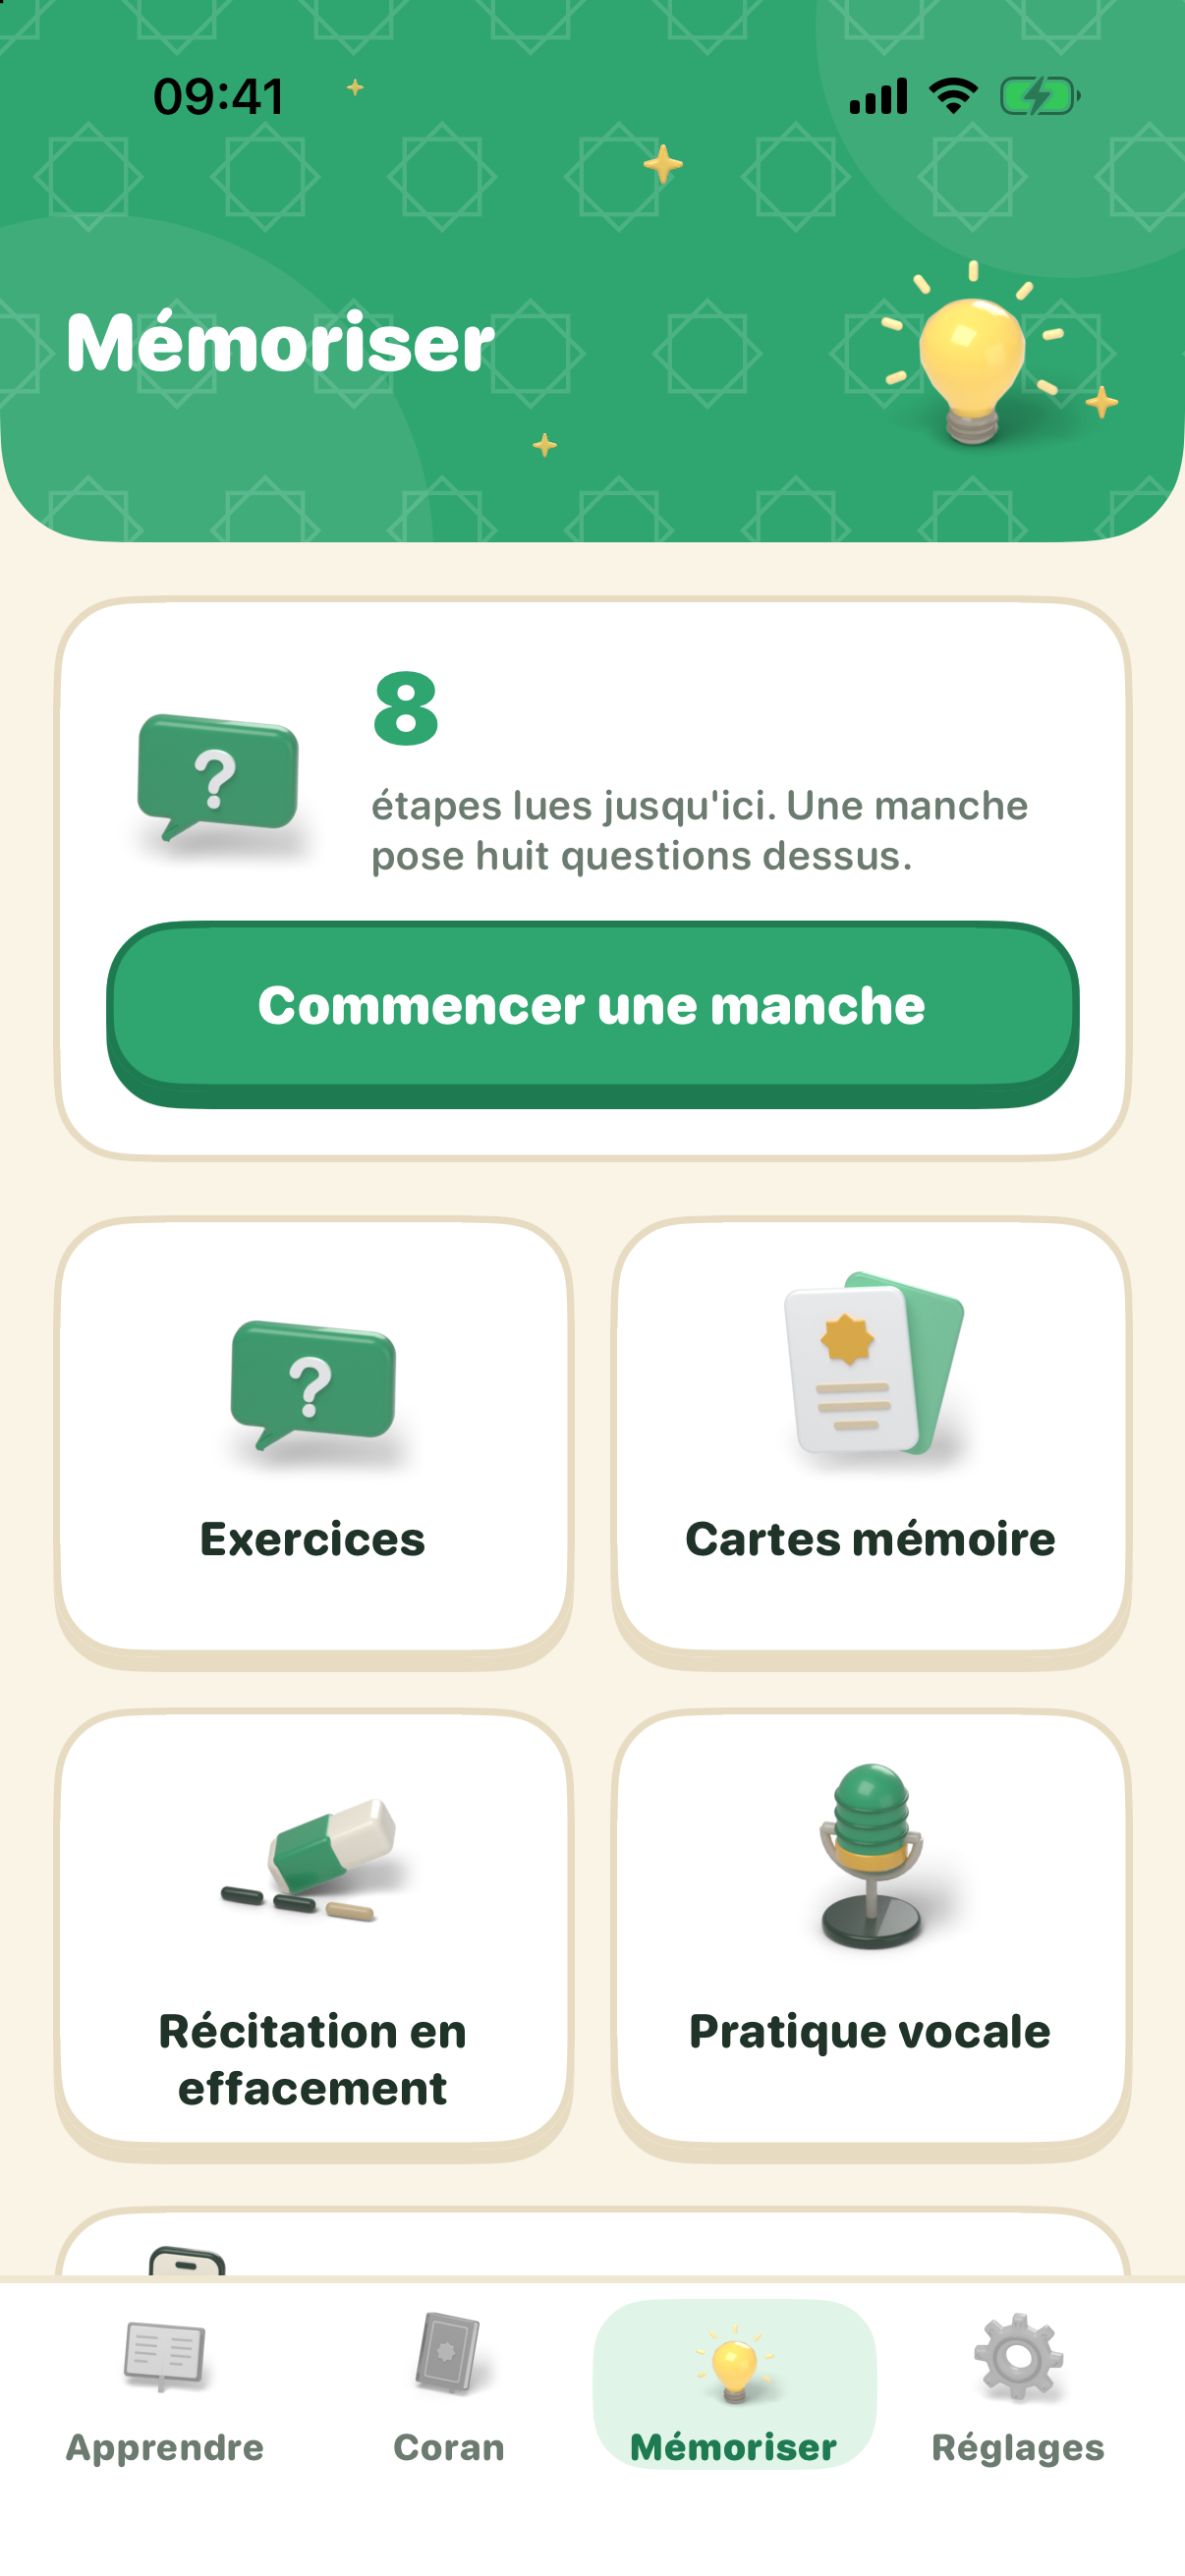 09:41
Mémoriser
8
étapes lues jusqu'ici. Une manche
pose huit questions dessus.
Commencer une manche
?
?
Exercices
Cartes mémoire
Récitation en
effacement
Pratique vocale
Apprendre
Coran
Mémoriser
Réglages